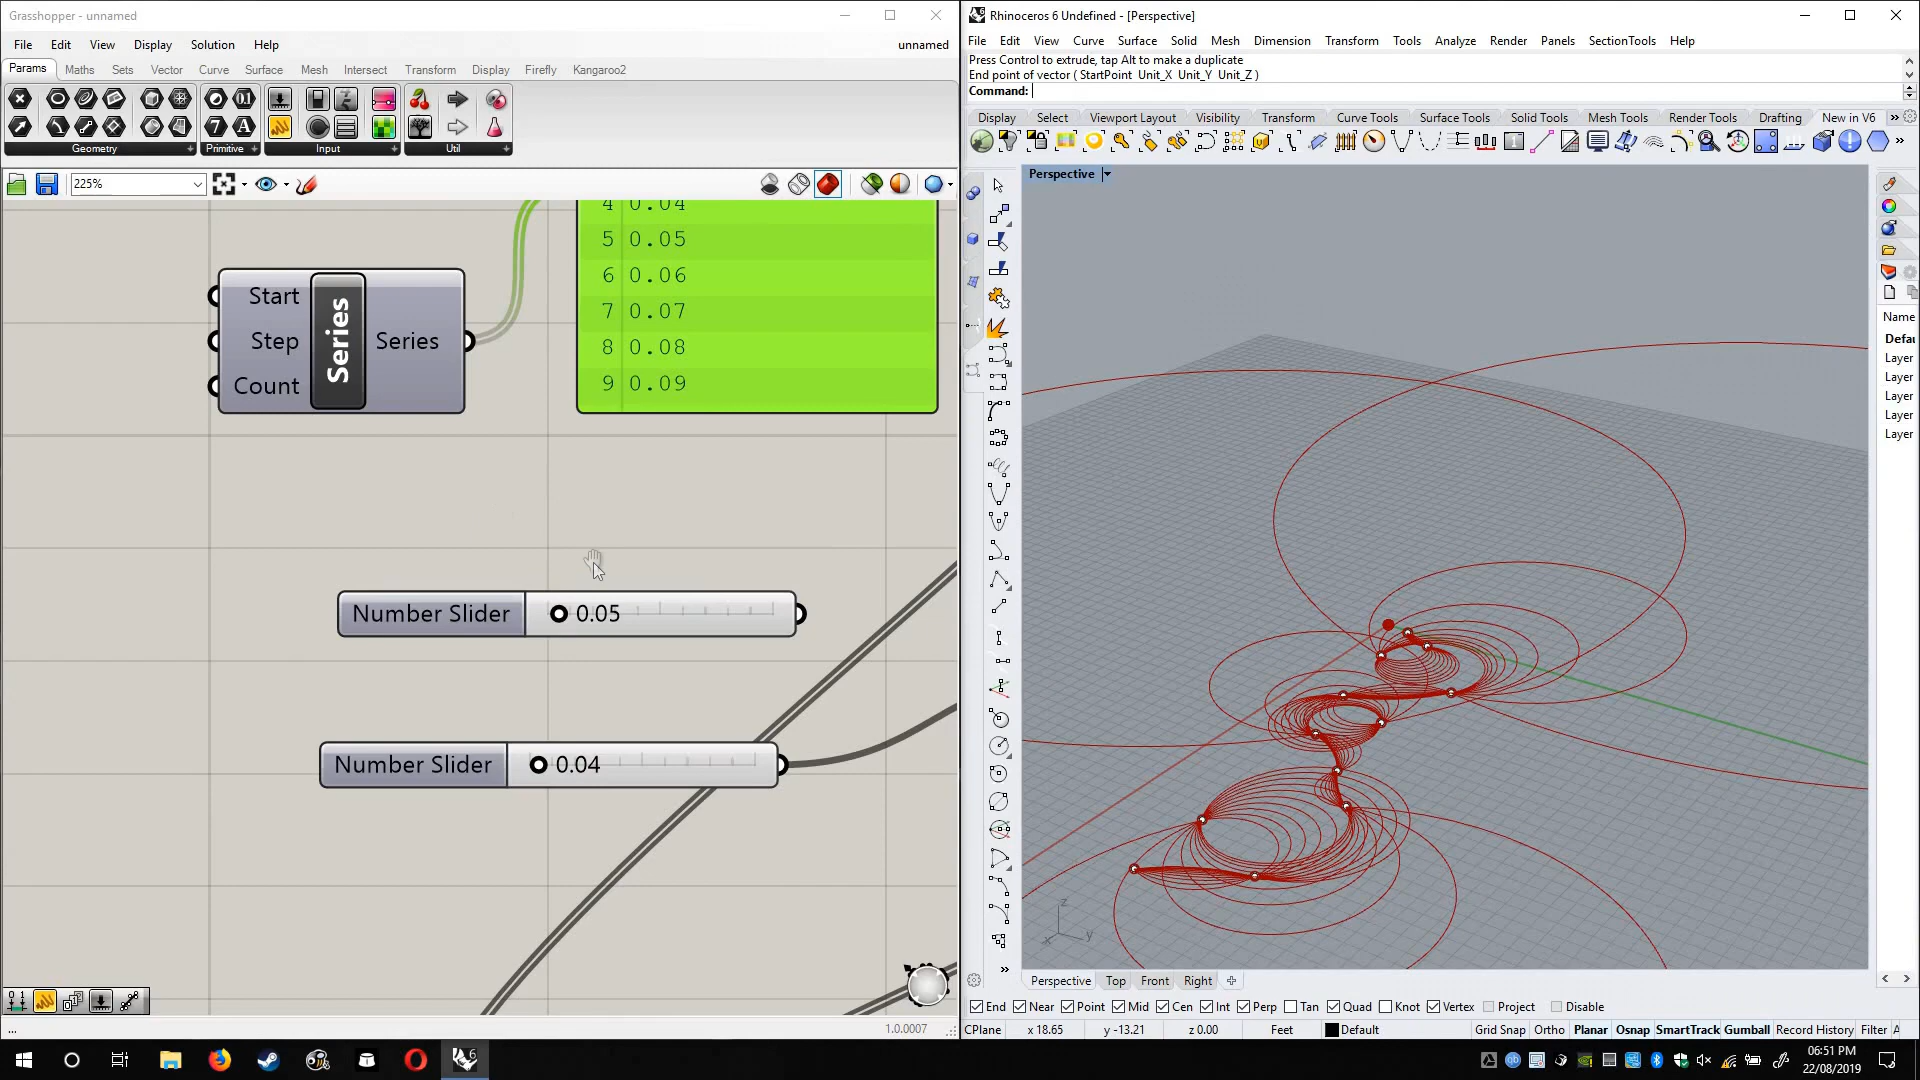 Grasshopper - unnamed
File Edit View Display Solution Help
unnamed
Params Maths Sets Vector Curve Surface Mesh Intersect Transform Display Firefly Kangaroo2
Geometry
Primitive
Input
Util
225%
4 0.04
5 0.05
6 0.06
7 0.07
8 0.08
9 0.09
Start
Step
Count
Series
Series
Number Slider 0.05
Number Slider 0.04
...
1.0.0007
Rhinoceros 6 Undefined - [Perspective]
File Edit View Curve Surface Solid Mesh Dimension Transform Tools Analyze Render Panels SectionTools Help
Press Control to extrude, tap Alt to make a duplicate
End point of vector ( StartPoint Unit_X Unit_Y Unit_Z )
Command:
Display Select Viewport Layout Visibility Transform Curve Tools Surface Tools Solid Tools Mesh Tools Render Tools Drafting New in V6
Perspective
Name
Defau
Layer
Layer
Layer
Layer
Layer
z
x y
Perspective Top Front Right
End Near Point Mid Cen Int Perp Tan Quad Knot Vertex Project Disable
CPlane x 18.65 y -13.21 z 0.00 Feet Default Grid Snap Ortho Planar Osnap SmartTrack Gumball Record History Filter A
06:51 PM
22/08/2019